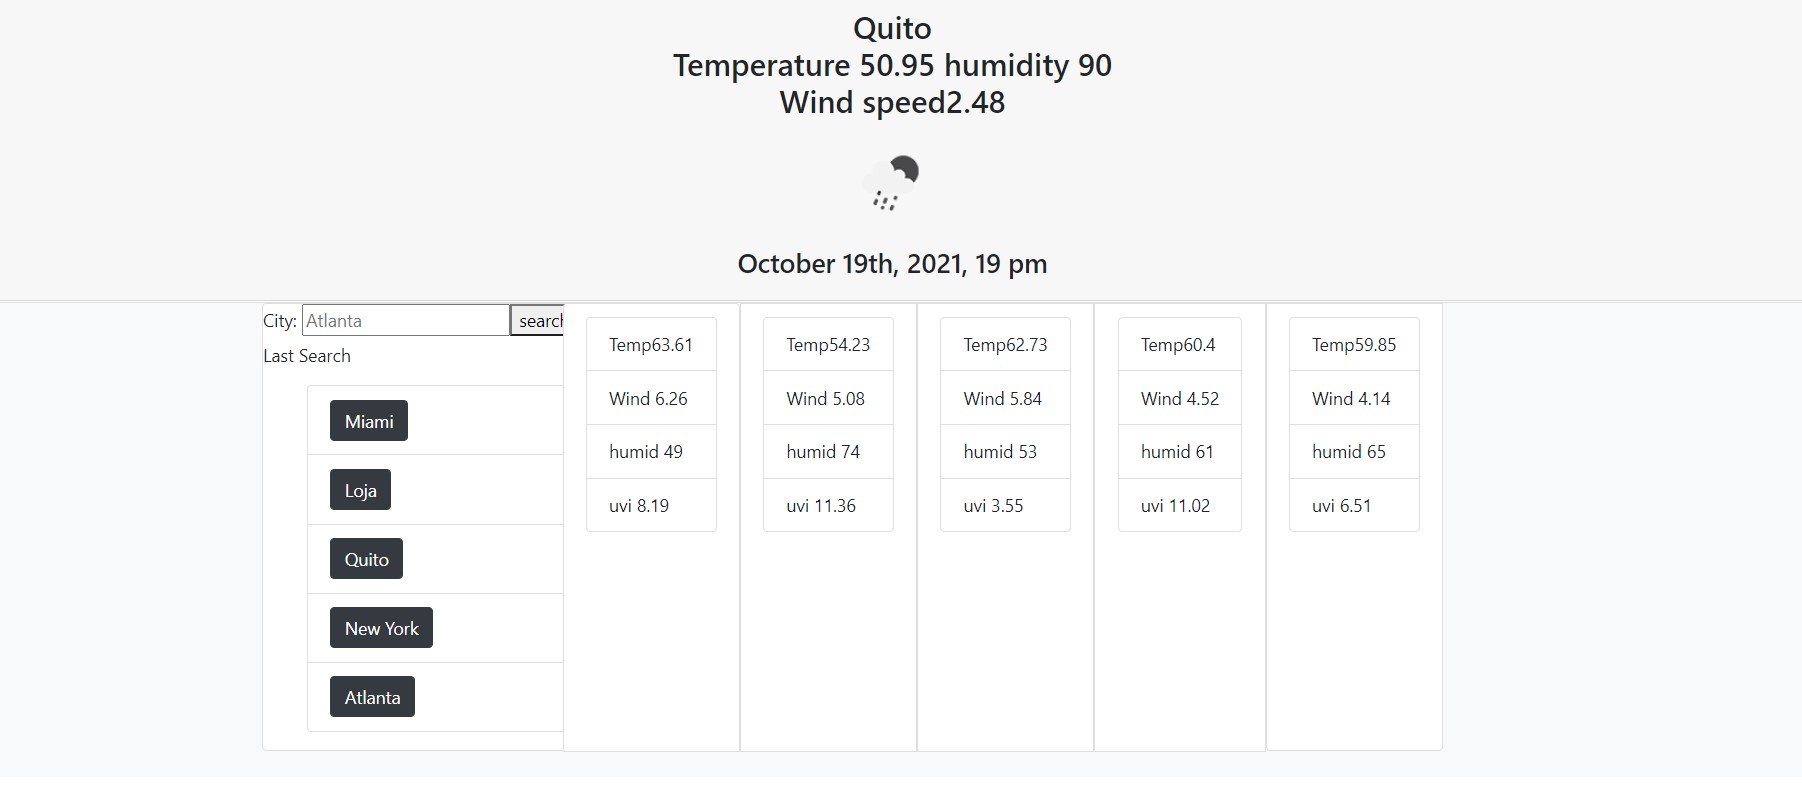 Quito
Temperature 50.95 humidity 90
Wind speed2.48
October 19th, 2021, 19 pm
City: Atlanta search
Last Search
Miami
Loja
Quito
New York
Atlanta
Temp63.61
Wind 6.26
humid 49
uvi 8.19
Temp54.23
Wind 5.08
humid 74
uvi 11.36
Temp62.73
Wind 5.84
humid 53
uvi 3.55
Temp60.4
Wind 4.52
humid 61
uvi 11.02
Temp59.85
Wind 4.14
humid 65
uvi 6.51